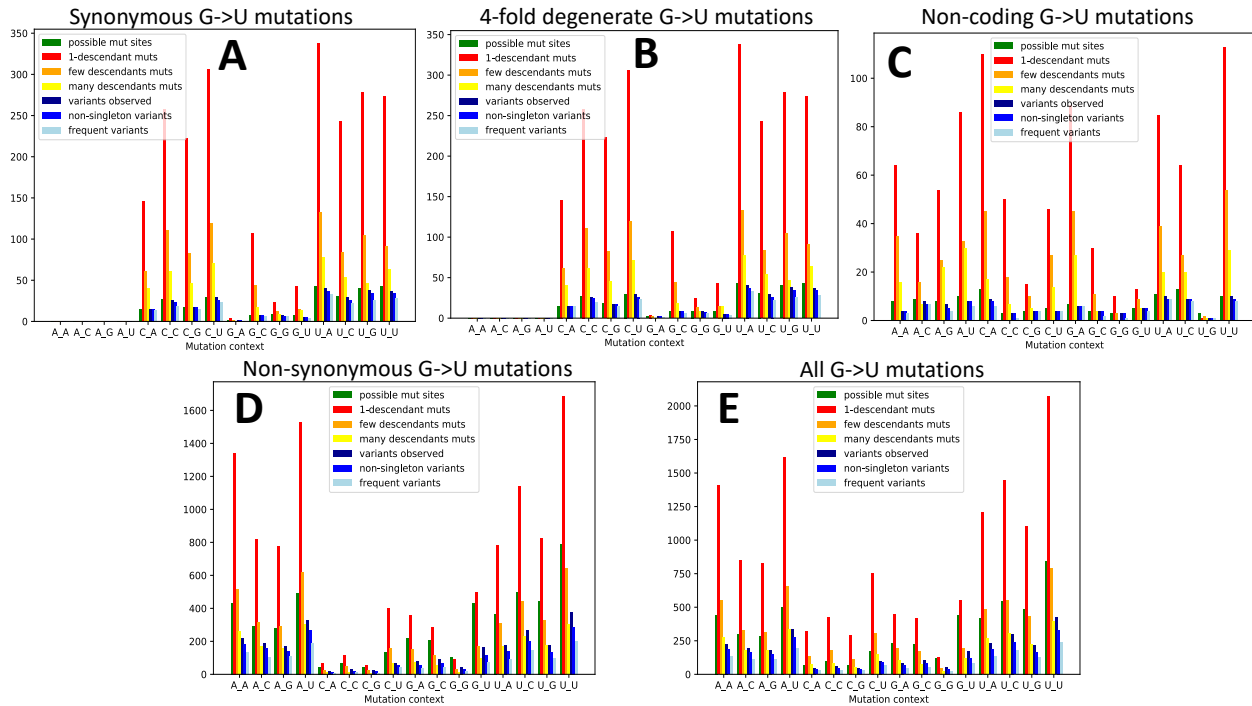 Synonymous G->U mutations
A
350
300
250
200
150
100
50
0
possible mut sites
1-descendant muts
few descendants muts
many descendants muts
variants observed
non-singleton variants
frequent variants
A_A A_C A_G A_U C_A C_C C_G C_U G_A G_C G_G G_U U_A U_C U_G U_U
Mutation context
4-fold degenerate G->U mutations
B
350
300
250
200
150
100
50
0
possible mut sites
1-descendant muts
few descendants muts
many descendants muts
variants observed
non-singleton variants
frequent variants
A_A A_C A_G A_U C_A C_C C_G C_U G_A G_C G_G G_U U_A U_C U_G U_U
Mutation context
Non-coding G->U mutations
C
100
80
60
40
20
0
possible mut sites
1-descendant muts
few descendants muts
many descendants muts
variants observed
non-singleton variants
frequent variants
A_A A_C A_G A_U C_A C_C C_G C_U G_A G_C G_G G_U U_A U_C U_G U_U
Mutation context
Non-synonymous G->U mutations
D
1600
1400
1200
1000
800
600
400
200
0
possible mut sites
1-descendant muts
few descendants muts
many descendants muts
variants observed
non-singleton variants
frequent variants
A_A A_C A_G A_U C_A C_C C_G C_U G_A G_C G_G G_U U_A U_C U_G U_U
Mutation context
All G->U mutations
E
2000
1750
1500
1250
1000
750
500
250
0
possible mut sites
1-descendant muts
few descendants muts
many descendants muts
variants observed
non-singleton variants
frequent variants
A_A A_C A_G A_U C_A C_C C_G C_U G_A G_C G_G G_U U_A U_C U_G U_U
Mutation context